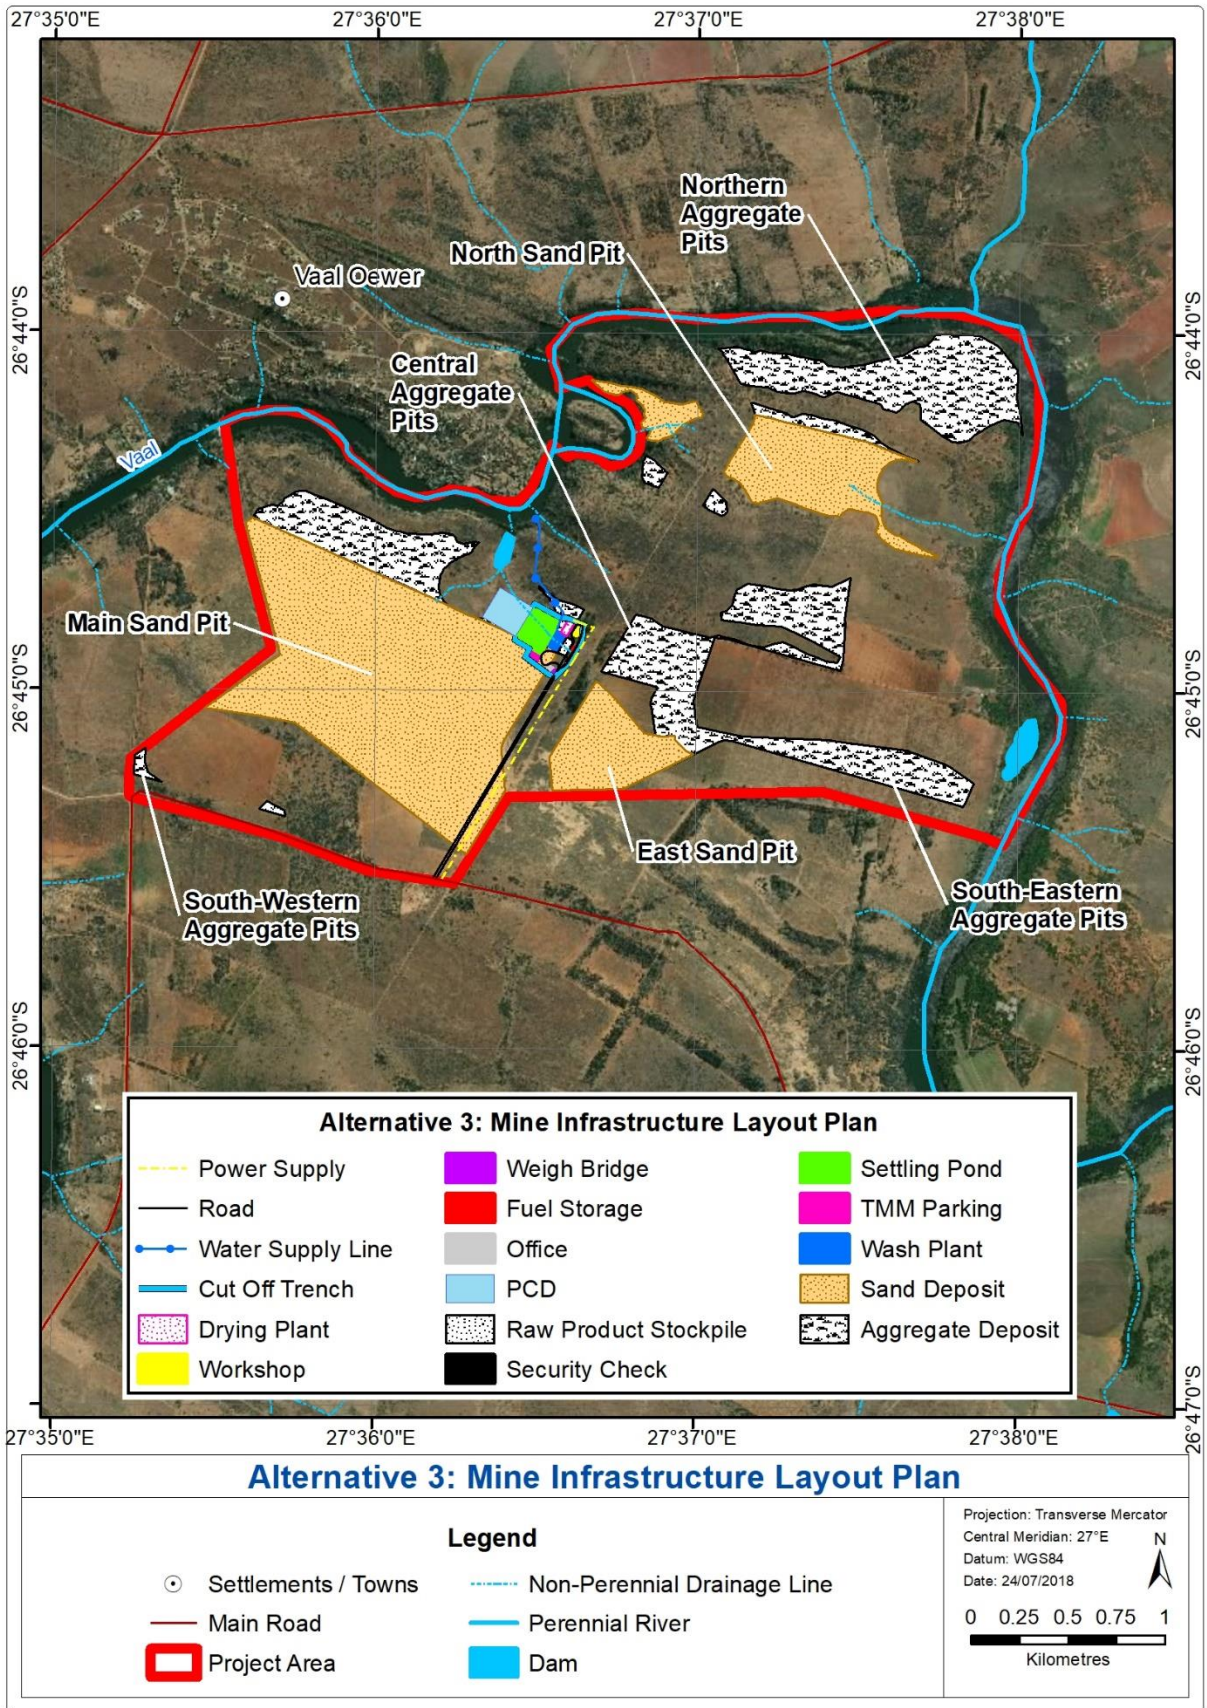 27°35'0"E
27°36'0"E
27°37'0"E
27°38'0"E
Northern
Aggregate
Pits
North Sand Pit
Vaal Oewer
26°44'0"S
26°44'0"S
Central
Aggregate
Pits
Vaal
Main Sand Pit
26°45'0"S
26°45'0"S
East Sand Pit
South-Western
Aggregate Pits
South-Eastern
Aggregate Pits
26°46'0"S
26°46'0"S
Alternative 3: Mine Infrastructure Layout Plan
Power Supply
Road
Water Supply Line
Cut Off Trench
Drying Plant
Workshop
Weigh Bridge
Fuel Storage
Office
PCD
Raw Product Stockpile
Security Check
Settling Pond
TMM Parking
Wash Plant
Sand Deposit
Aggregate Deposit
26°47'0"S
27°35'0"E
27°36'0"E
27°37'0"E
27°38'0"E
Alternative 3: Mine Infrastructure Layout Plan
Legend
Settlements / Towns
Main Road
Project Area
Non-Perennial Drainage Line
Perennial River
Dam
Projection: Transverse Mercator
Central Meridian: 27°E
Datum: WGS84
Date: 24/07/2018
N
0 0.25 0.5 0.75 1
Kilometres